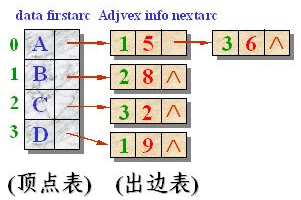 data firstarc Adjvex info nextarc
0 A 1 5 3 6 ∧
1 B 2 8 ∧
2 C 3 2 ∧
3 D 1 9 ∧
(顶点表) (出边表)